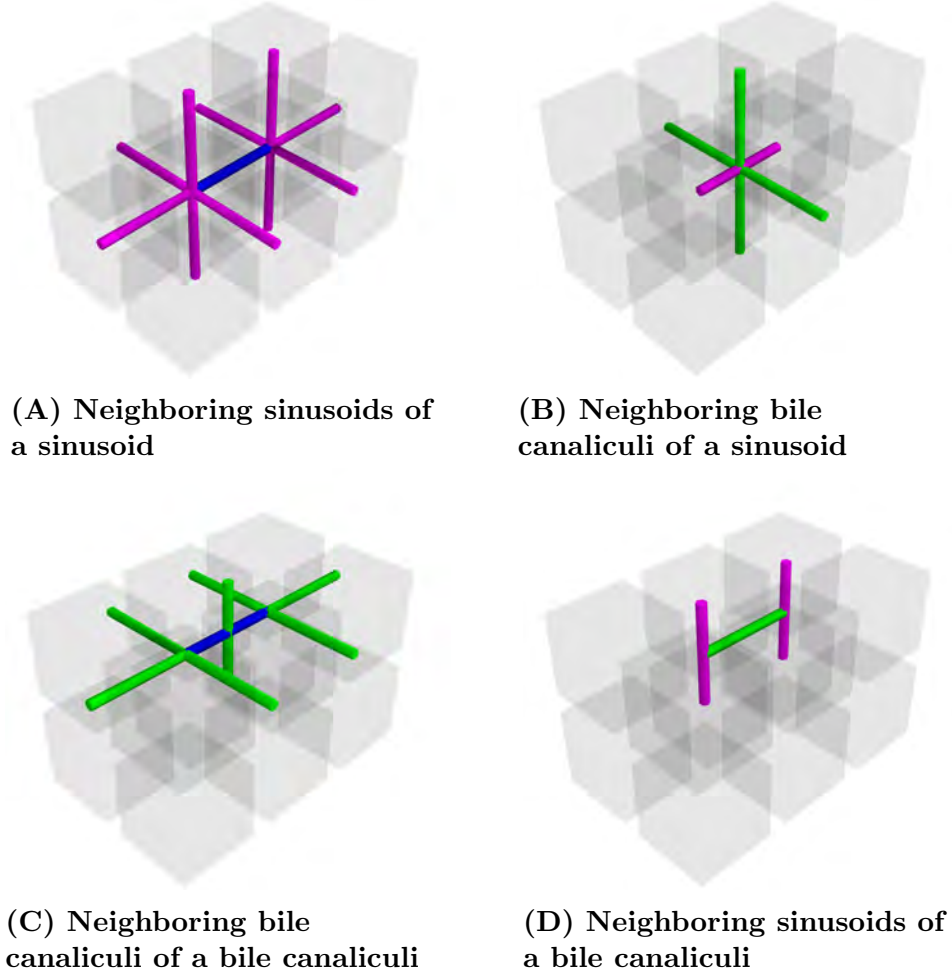 (A) Neighboring sinusoids of
a sinusoid
(B) Neighboring bile
canaliculi of a sinusoid
(C) Neighboring bile
canaliculi of a bile canaliculi
(D) Neighboring sinusoids of
a bile canaliculi